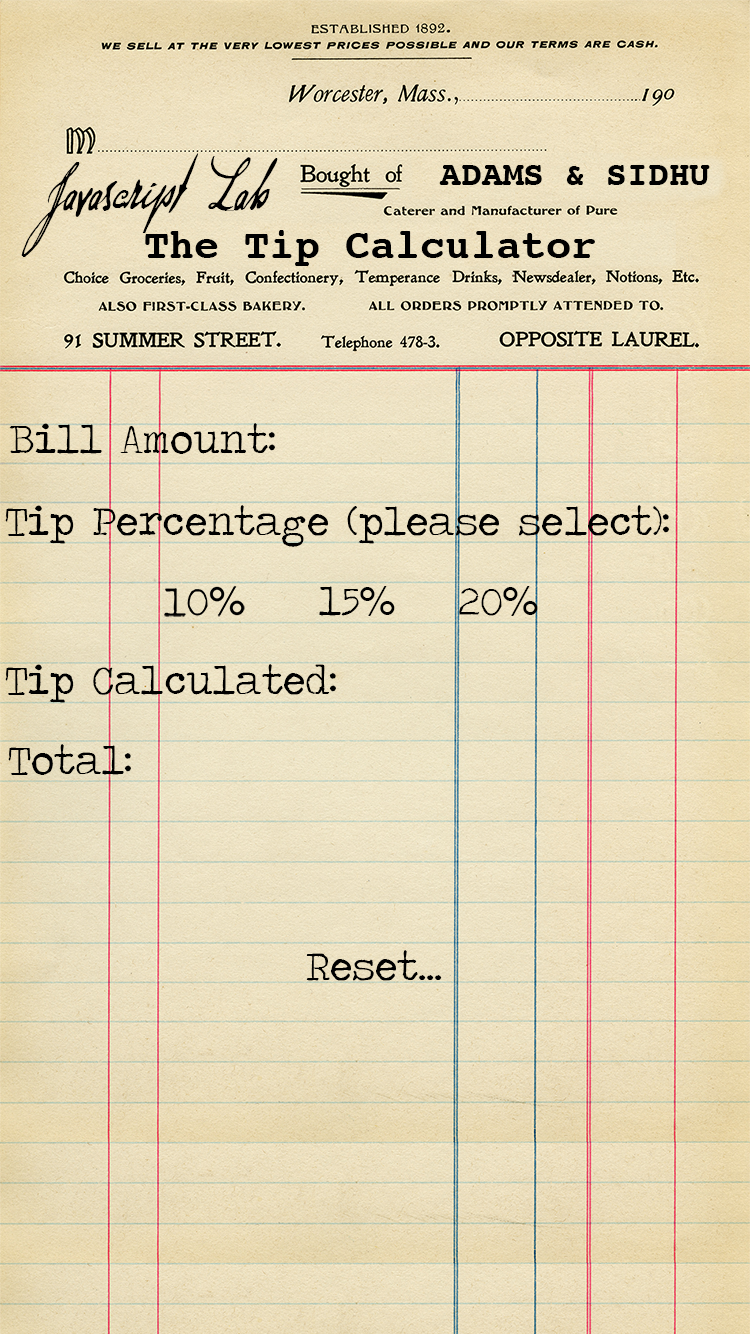 ESTABLISHED 1892.
WE SELL AT THE VERY LOWEST PRICES POSSIBLE AND OUR TERMS ARE CASH.
Worcester, Mass.,........................................190
M........................................
Javascript Lab Bought of ADAMS & SIDHU
Caterer and Manufacturer of Pure
The Tip Calculator
Choice Groceries, Fruit, Confectionery, Temperance Drinks, Newsdealer, Notions, Etc.
ALSO FIRST-CLASS BAKERY. ALL ORDERS PROMPTLY ATTENDED TO.
91 SUMMER STREET. Telephone 478-3. OPPOSITE LAUREL.
Bill Amount:
Tip Percentage (please select):
10% 15% 20%
Tip Calculated:
Total:
Reset...